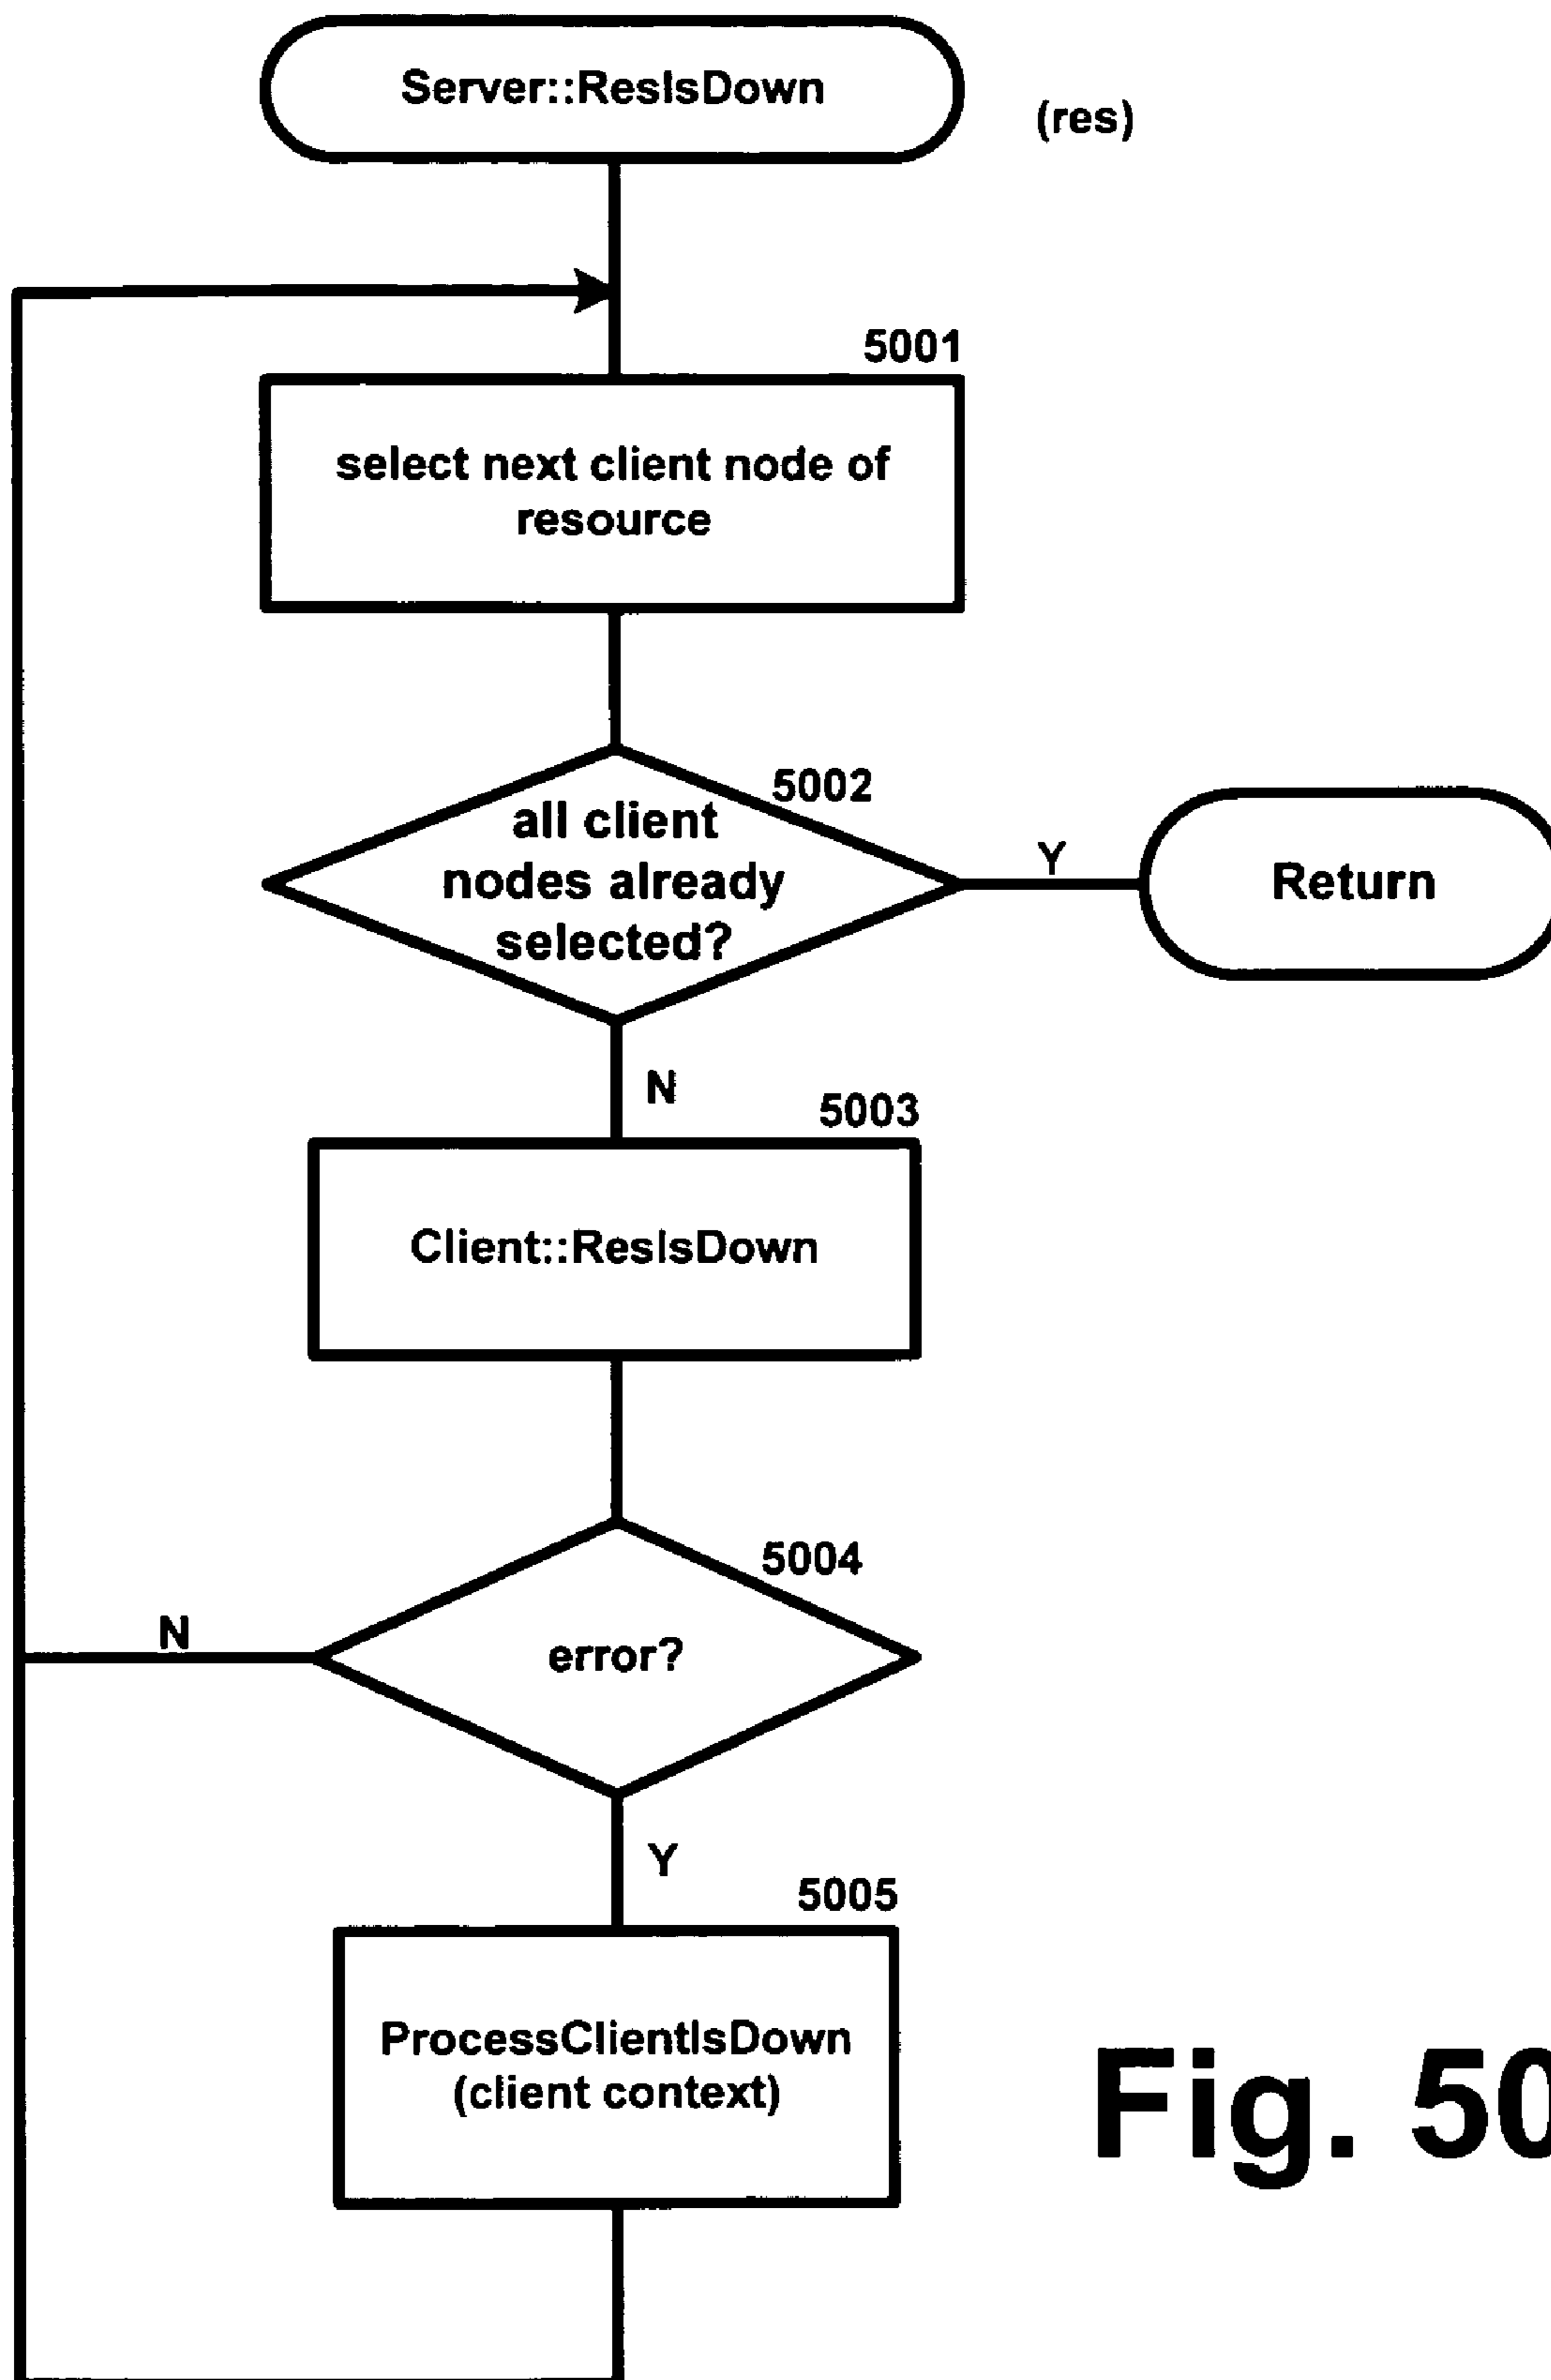 Server::ResIsDown
(res)
5001
select next client node of
resource
5002
all client
nodes already
selected?
Y
Return
N
5003
Client::ResIsDown
5004
error?
N
Y
5005
ProcessClientIsDown
(client context)
Fig. 50